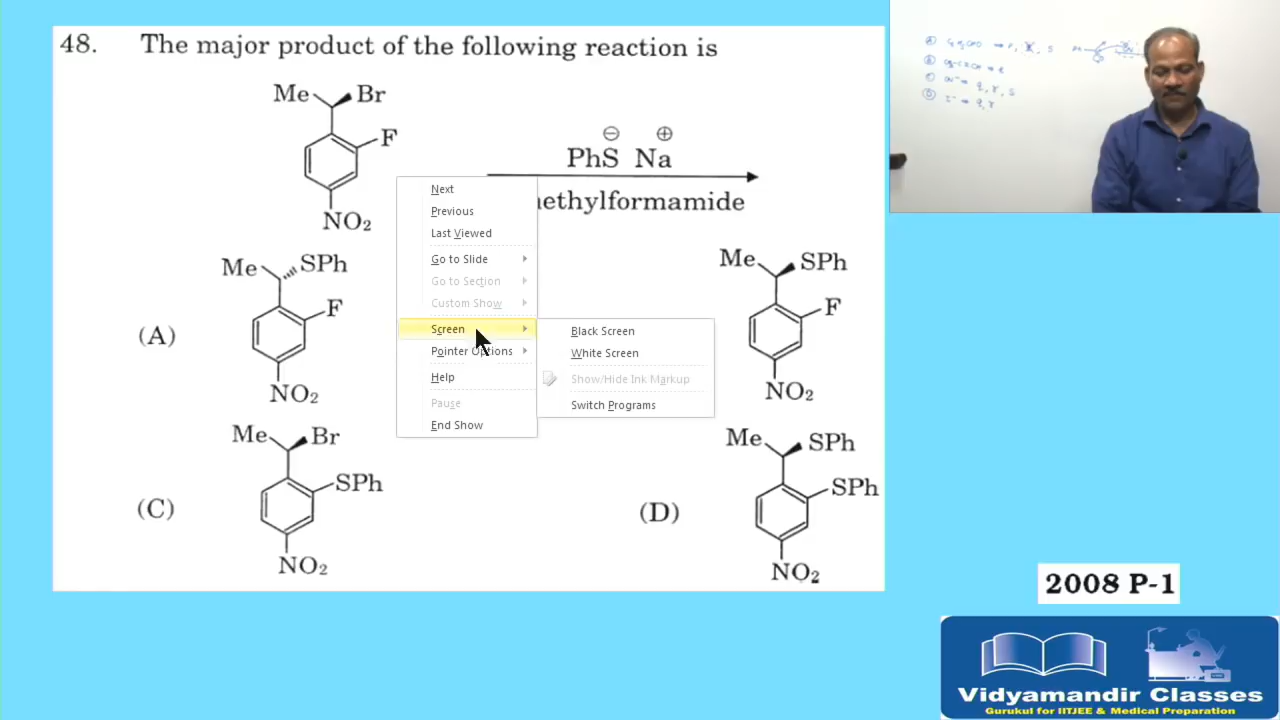 48. The major product of the following reaction is
Me Br
F
NO2
PhS⊖ Na⊕
ethylformamide
Next
Previous
Last Viewed
Go to Slide
Go to Section
Custom Show
Screen
Pointer Options
Help
Pause
End Show
Black Screen
White Screen
Show/Hide Ink Markup
Switch Programs
(A)
Me SPh
F
NO2
Me SPh
F
NO2
(C)
Me Br
SPh
NO2
(D)
Me SPh
SPh
NO2
2008 P-1
Vidyamandir Classes
Gurukul for IITJEE & Medical Preparation